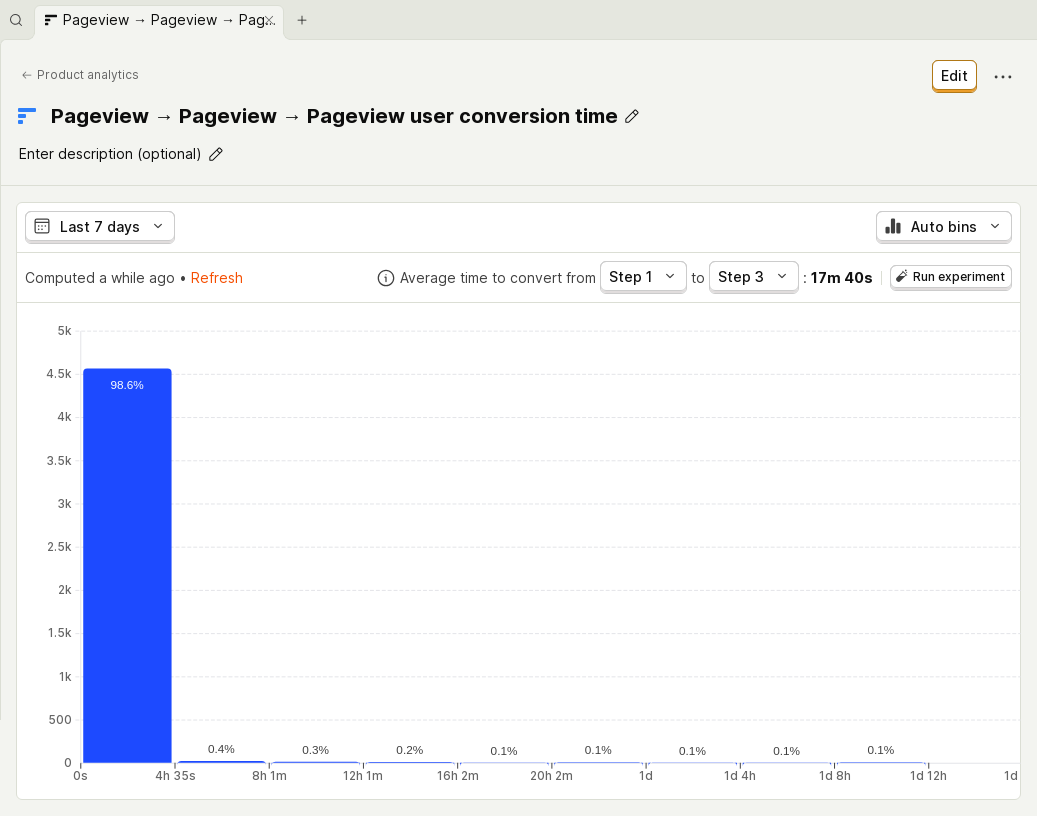 Pageview → Pageview → Pag...
← Product analytics
Edit
Pageview → Pageview → Pageview user conversion time
Enter description (optional)
Last 7 days
Auto bins
Computed a while ago • Refresh
Average time to convert from Step 1 to Step 3 : 17m 40s
Run experiment
5k
4.5k
4k
3.5k
3k
2.5k
2k
1.5k
1k
500
0
98.6%
0.4%
0.3%
0.2%
0.1%
0.1%
0.1%
0.1%
0.1%
0s
4h 35s
8h 1m
12h 1m
16h 2m
20h 2m
1d
1d 4h
1d 8h
1d 12h
1d